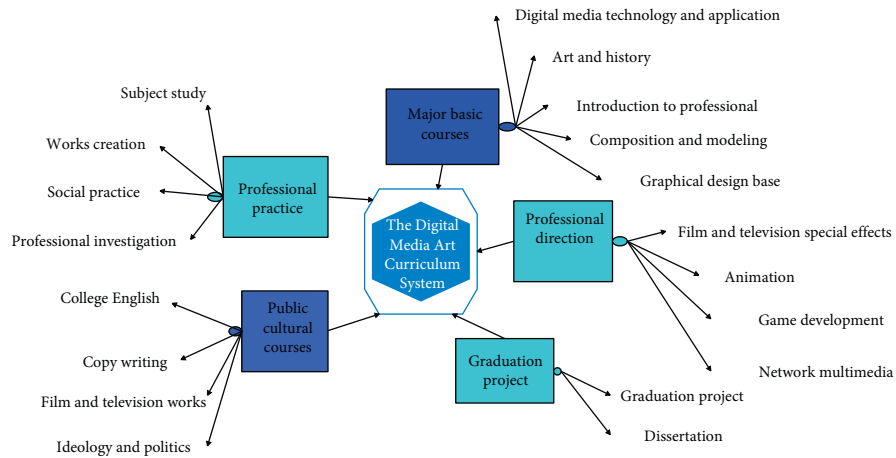 Digital media technology and application
Art and history
Introduction to professional
Composition and modeling
Graphical design base
Major basic courses
Subject study
Works creation
Social practice
Professional investigation
Professional
practice
The Digital
Media Art
Curriculum
System
Professional
direction
Film and television special effects
Animation
Game development
Network multimedia
College English
Copy writing
Film and television works
Ideology and politics
Public
cultural
courses
Graduation
project
Graduation project
Dissertation